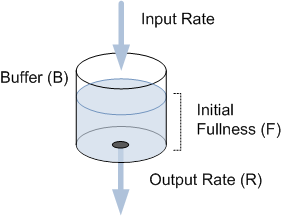 Input Rate
Buffer (B)
Initial
Fullness (F)
Output Rate (R)